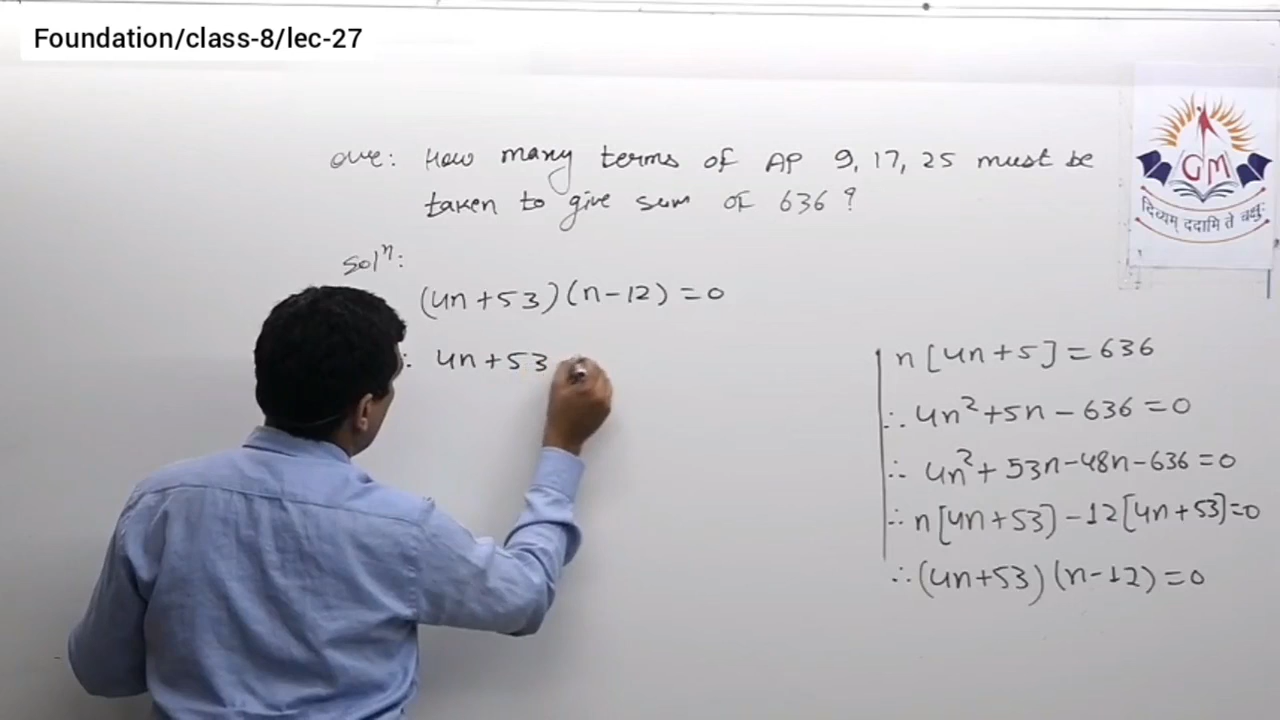 Foundation/class-8/lec-27
Que: How many terms of AP 9, 17, 25 must be
taken to give sum of 636 ?
Solⁿ:
(4n+53)(n-12)=0
∴ 4n+53
n[4n+5]=636
∴ 4n²+5n-636=0
∴ 4n²+53n-48n-636=0
∴ n[4n+53]-12[4n+53]=0
∴ (4n+53)(n-12)=0
GM
दिव्यम् ददामि ते चक्षुः